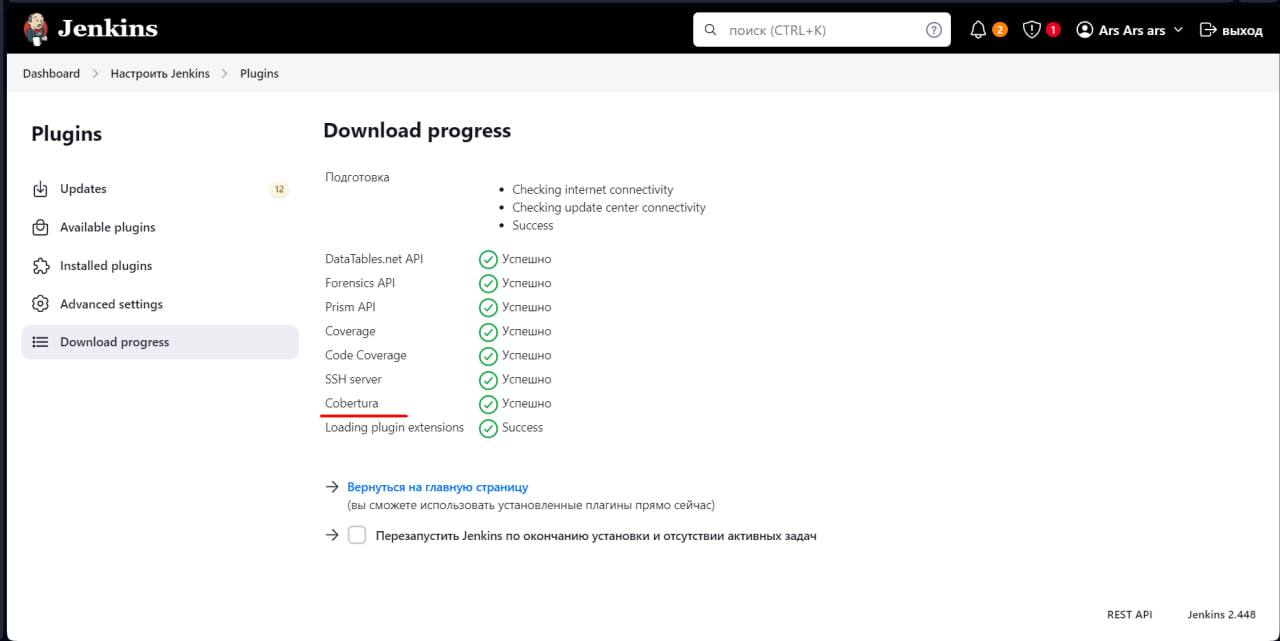 Jenkins
поиск (CTRL+K)
2
1
Ars Ars ars
выход
Dashboard
Настроить Jenkins
Plugins
Plugins
Updates
12
Available plugins
Installed plugins
Advanced settings
Download progress
Download progress
Подготовка
Checking internet connectivity
Checking update center connectivity
Success
DataTables.net API Успешно
Forensics API Успешно
Prism API Успешно
Coverage Успешно
Code Coverage Успешно
SSH server Успешно
Cobertura Успешно
Loading plugin extensions Success
Вернуться на главную страницу
(вы сможете использовать установленные плагины прямо сейчас)
Перезапустить Jenkins по окончанию установки и отсутствии активных задач
REST API
Jenkins 2.448